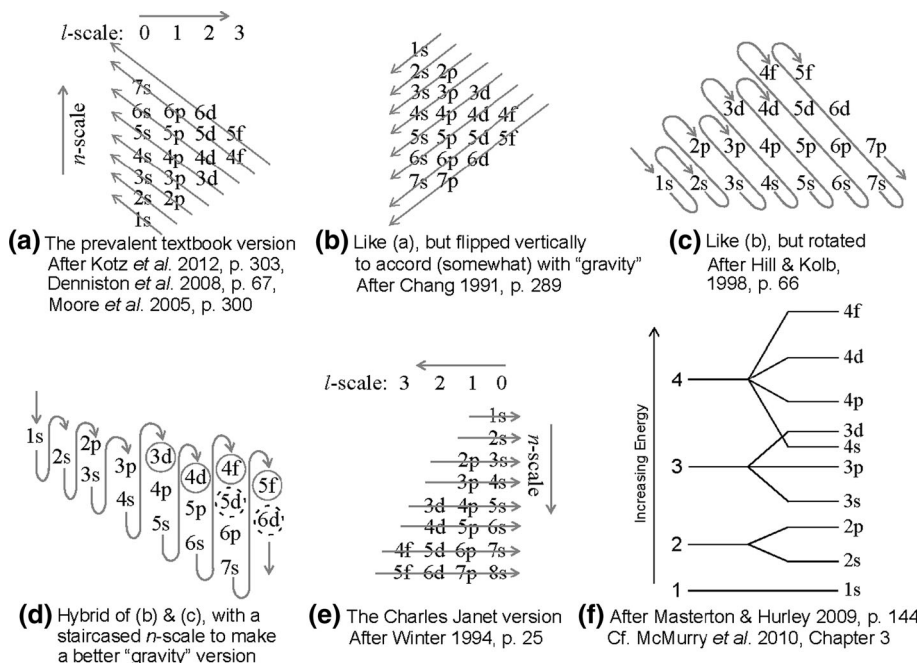 l-scale: 0 1 2 3
n-scale
7s
6s 6p 6d
5s 5p 5d 5f
4s 4p 4d 4f
3s 3p 3d
2s 2p
1s
(a) The prevalent textbook version
After Kotz et al. 2012, p. 303,
Denniston et al. 2008, p. 67,
Moore et al. 2005, p. 300
1s
2s 2p
3s 3p 3d
4s 4p 4d 4f
5s 5p 5d 5f
6s 6p 6d
7s 7p
(b) Like (a), but flipped vertically
to accord (somewhat) with "gravity"
After Chang 1991, p. 289
4f 5f
3d 4d 5d 6d
2p 3p 4p 5p 6p 7p
1s 2s 3s 4s 5s 6s 7s
(c) Like (b), but rotated
After Hill & Kolb,
1998, p. 66
1s
2s
2p
3s
3p
4s
3d
4p
5s
4d
5p
6s
4f
5d
6p
7s
5f
6d
(d) Hybrid of (b) & (c), with a
staircased n-scale to make
a better "gravity" version
l-scale: 3 2 1 0
n-scale
1s
2s
2p 3s
3p 4s
3d 4p 5s
4d 5p 6s
4f 5d 6p 7s
5f 6d 7p 8s
(e) The Charles Janet version
After Winter 1994, p. 25
Increasing Energy
4
3
2
1
4f
4d
4p
3d
4s
3p
3s
2p
2s
1s
(f) After Masterton & Hurley 2009, p. 144
Cf. McMurry et al. 2010, Chapter 3